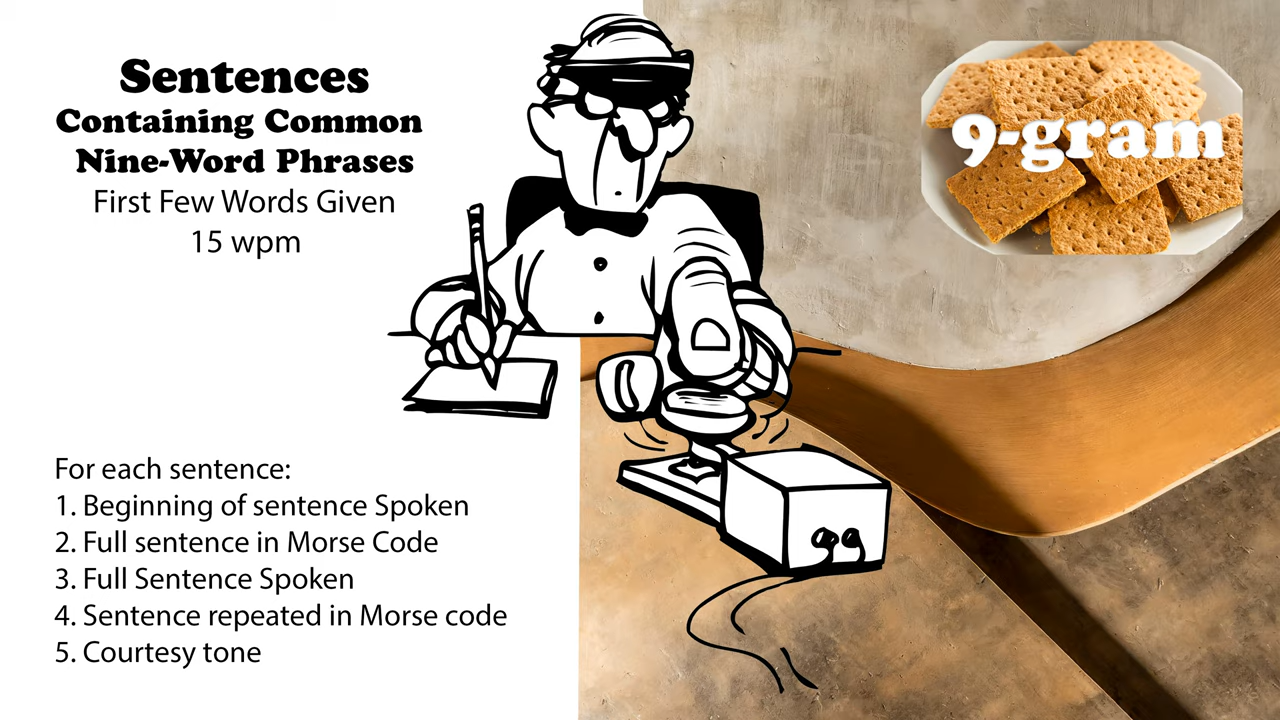 Sentences
Containing Common
Nine-Word Phrases
First Few Words Given
15 wpm
9-gram
For each sentence:
1. Beginning of sentence Spoken
2. Full sentence in Morse Code
3. Full Sentence Spoken
4. Sentence repeated in Morse code
5. Courtesy tone